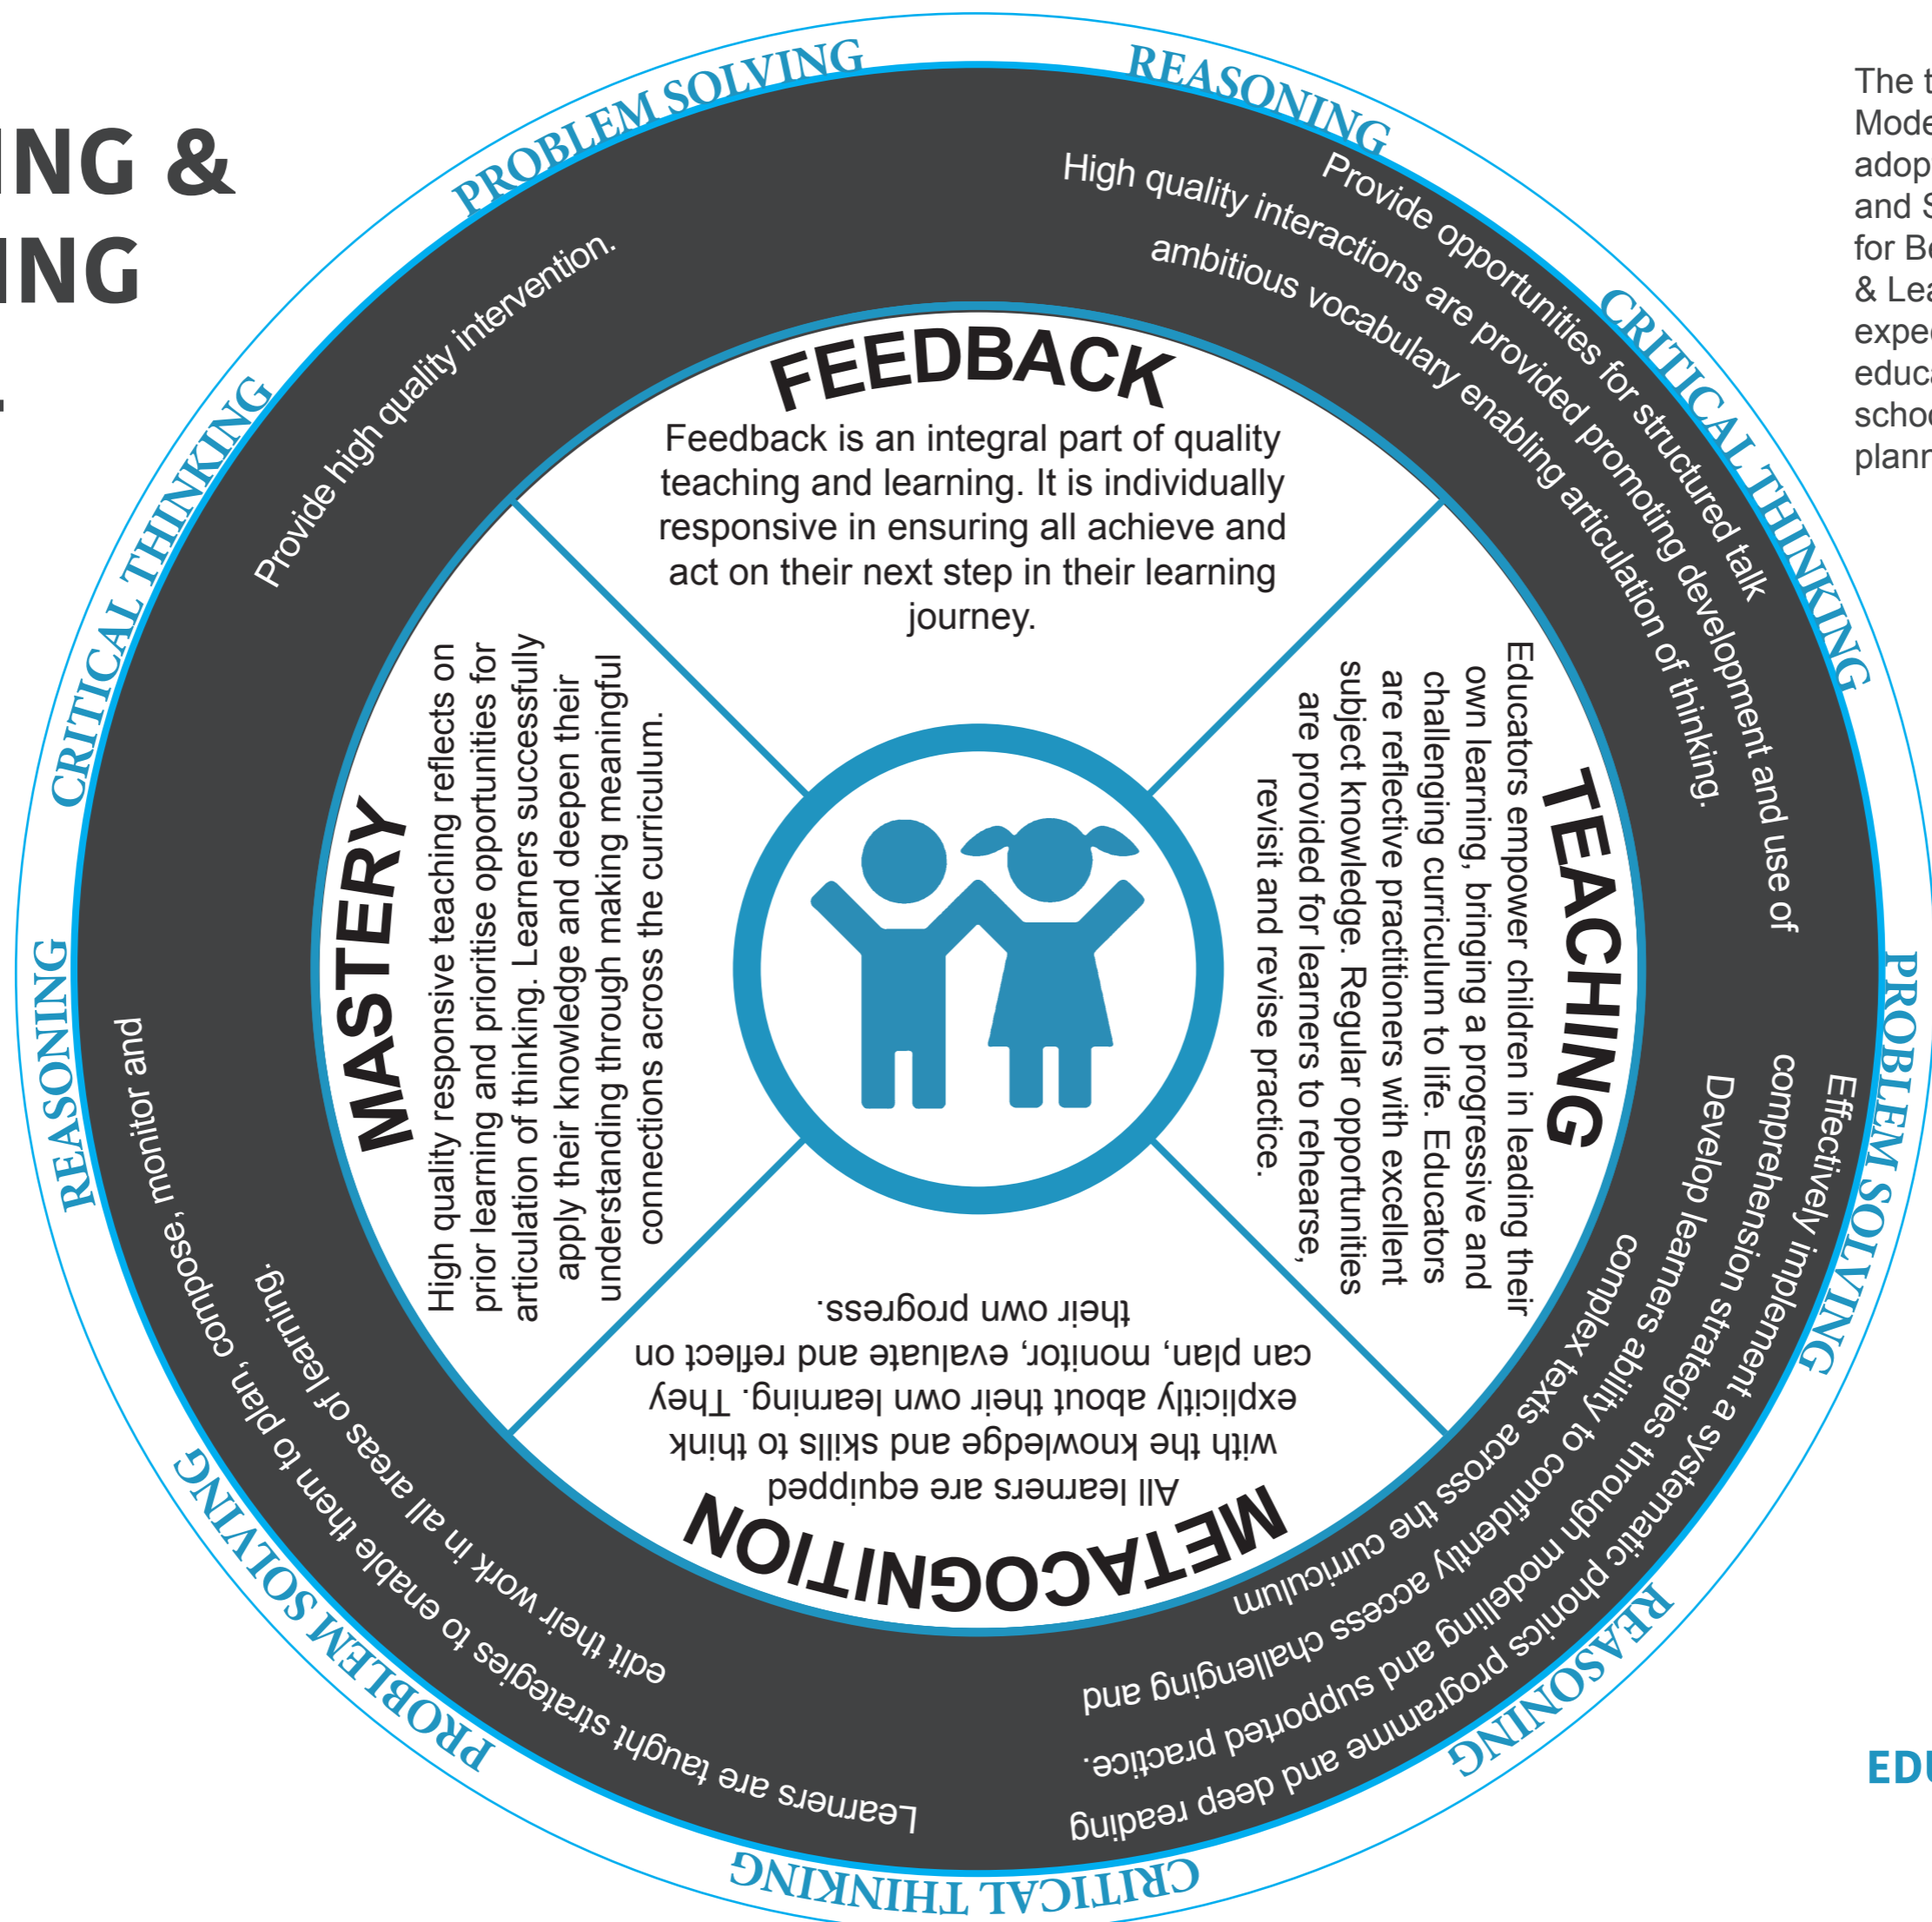 ING &
ING
PROBLEM SOLVING
REASONING
CRITICAL THINKING
PROBLEM SOLVING
REASONING
CRITICAL THINKING
PROBLEM SOLVING
REASONING
CRITICAL THINKING
Provide high quality intervention.
Provide opportunities for structured talk
High quality interactions are provided promoting development and use of
ambitious vocabulary enabling articulation of thinking.
Effectively implement a systematic phonics programme and deep reading
comprehension strategies through modelling and supported practice.
Develop learners ability to confidently access challenging and
complex texts across the curriculum
Learners are taught strategies to enable them to plan, compose, monitor and
edit their work in all areas of learning.
FEEDBACK
Feedback is an integral part of quality
teaching and learning. It is individually
responsive in ensuring all achieve and
act on their next step in their learning
journey.
TEACHING
Educators empower children in leading their
own learning, bringing a progressive and
challenging curriculum to life. Educators
are reflective practitioners with excellent
subject knowledge. Regular opportunities
are provided for learners to rehearse,
revisit and revise practice.
METACOGNITION
All learners are equipped
with the knowledge and skills to think
explicitly about their own learning. They
can plan, monitor, evaluate and reflect on
their own progress.
MASTERY
High quality responsive teaching reflects on
prior learning and prioritise opportunities for
articulation of thinking. Learners successfully
apply their knowledge and deepen their
understanding through making meaningful
connections across the curriculum.
The t
Mode
adop
and S
for Be
& Lea
expec
educa
schoo
plann
EDU